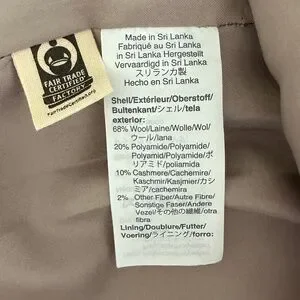 FAIR TRADE
CERTIFIED
FACTORY
FairTradeCertified.org
Made in Sri Lanka
Fabriqué au Sri Lanka
in Sri Lanka Hergestellt
Vervaardigd in Sri Lanka
スリランカ製
Hecho en Sri Lanka
Shell/Extérieur/Oberstoff/
Buitenkant/シェル/tela
exterior:
68% Wool/Laine/Wolle/Wol/
ウール/lana
20% Polyamide/Polyamide/
Polyamid/Polyamide/ポ
リアミド/poliamida
10% Cashmere/Cachemire/
Kaschmir/Kasjmier/カシ
ミア/cachemira
2% Other Fiber/Autre Fibre/
Sonstige Faser/Andere
Vezel/その他の繊維/otra
fibra
Lining/Doublure/Futter/
Voering/ライニング/forro: